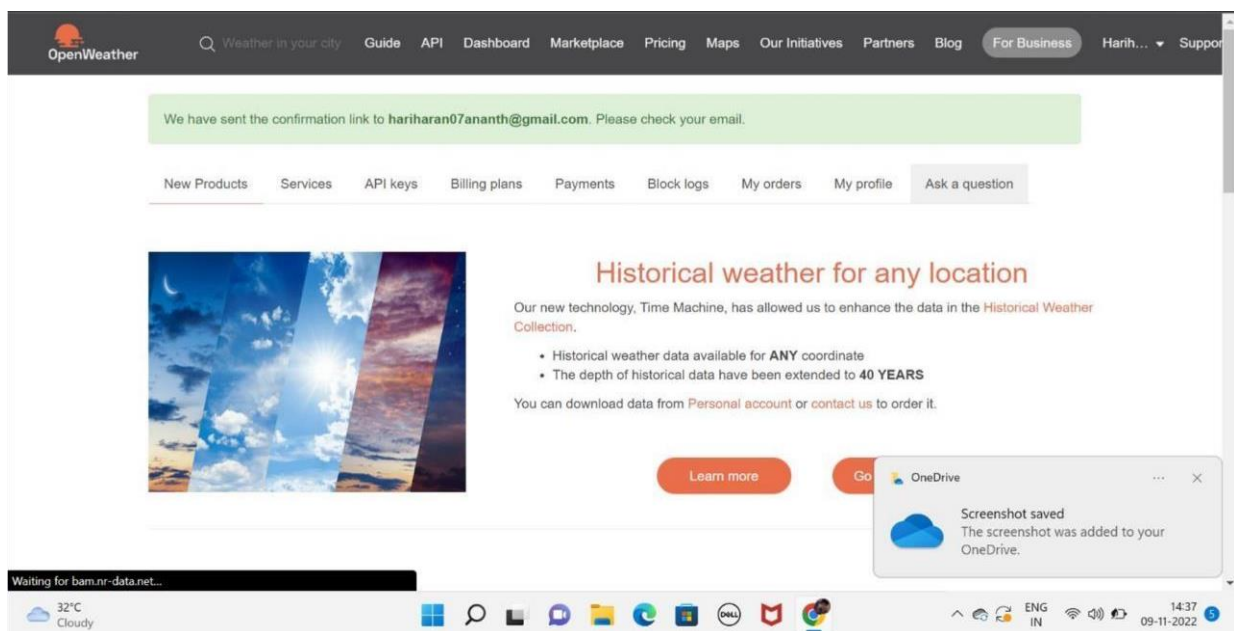 OpenWeather
Weather in your city
Guide API Dashboard Marketplace Pricing Maps Our Initiatives Partners Blog For Business Harih... Suppor
We have sent the confirmation link to hariharan07ananth@gmail.com. Please check your email.
New Products Services API keys Billing plans Payments Block logs My orders My profile Ask a question
Historical weather for any location
Our new technology, Time Machine, has allowed us to enhance the data in the Historical Weather
Collection.
• Historical weather data available for ANY coordinate
• The depth of historical data have been extended to 40 YEARS
You can download data from Personal account or contact us to order it.
Learn more
Go
OneDrive
Screenshot saved
The screenshot was added to your
OneDrive.
Waiting for bam.nr-data.net...
32°C
Cloudy
DELL
ENG
IN
14:37
09-11-2022
5